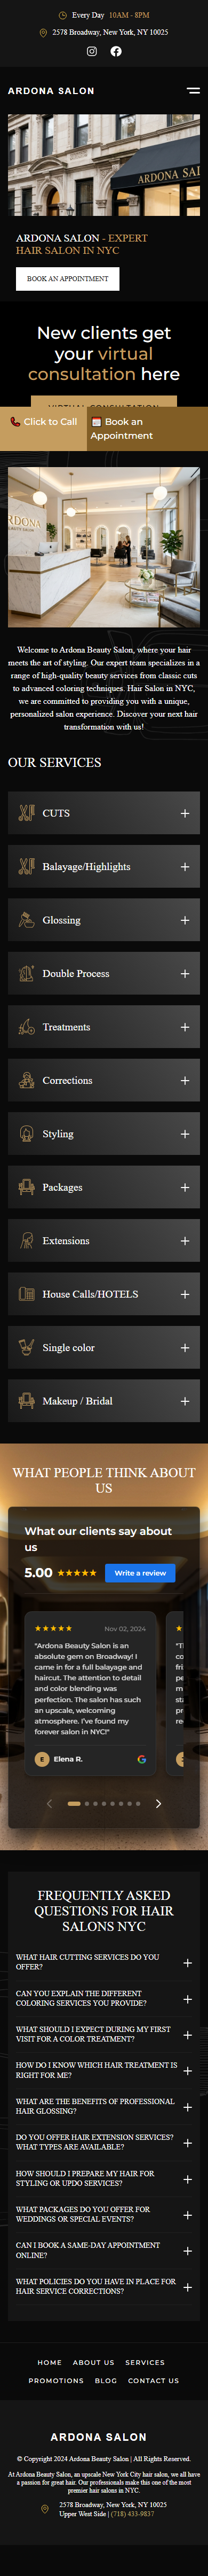 Every Day 10AM - 8PM
2578 Broadway, New York, NY 10025
ARDONA SALON
ARDONA
ARDONA SALON - EXPERT
HAIR SALON IN NYC
BOOK AN APPOINTMENT
New clients get
your virtual
consultation here
VIRTUAL CONSULTATION
Click to Call
Book an
Appointment
RDONA
Welcome to Ardona Beauty Salon, where your hair
meets the art of styling. Our expert team specializes in a
range of high-quality beauty services from classic cuts
to advanced coloring techniques. Hair Salon in NYC,
we are committed to providing you with a unique,
personalized salon experience. Discover your next hair
transformation with us!
OUR SERVICES
CUTS
Balayage/Highlights
Glossing
Double Process
Treatments
Corrections
Styling
Packages
Extensions
House Calls/HOTELS
Single color
Makeup / Bridal
WHAT PEOPLE THINK ABOUT
US
What our clients say about
us
5.00 ★★★★★ Write a review
★★★★★ Nov 02, 2024
"Ardona Beauty Salon is an
absolute gem on Broadway! I
came in for a full balayage and
haircut. The attention to detail
and color blending was
perfection. The salon has such
an upscale, welcoming
atmosphere. I've found my
forever salon in NYC!"
E Elena R.
FREQUENTLY ASKED
QUESTIONS FOR HAIR
SALONS NYC
WHAT HAIR CUTTING SERVICES DO YOU
OFFER?
CAN YOU EXPLAIN THE DIFFERENT
COLORING SERVICES YOU PROVIDE?
WHAT SHOULD I EXPECT DURING MY FIRST
VISIT FOR A COLOR TREATMENT?
HOW DO I KNOW WHICH HAIR TREATMENT IS
RIGHT FOR ME?
WHAT ARE THE BENEFITS OF PROFESSIONAL
HAIR GLOSSING?
DO YOU OFFER HAIR EXTENSION SERVICES?
WHAT TYPES ARE AVAILABLE?
HOW SHOULD I PREPARE MY HAIR FOR
STYLING OR UPDO SERVICES?
WHAT PACKAGES DO YOU OFFER FOR
WEDDINGS OR SPECIAL EVENTS?
CAN I BOOK A SAME-DAY APPOINTMENT
ONLINE?
WHAT POLICIES DO YOU HAVE IN PLACE FOR
HAIR SERVICE CORRECTIONS?
HOME ABOUT US SERVICES
PROMOTIONS BLOG CONTACT US
ARDONA SALON
© Copyright 2024 Ardona Beauty Salon | All Rights Reserved.
At Ardona Beauty Salon, an upscale New York City hair salon, we all have
a passion for great hair. Our professionals make this one of the most
premier hair salons in NYC.
2578 Broadway, New York, NY 10025
Upper West Side | (718) 433-9837